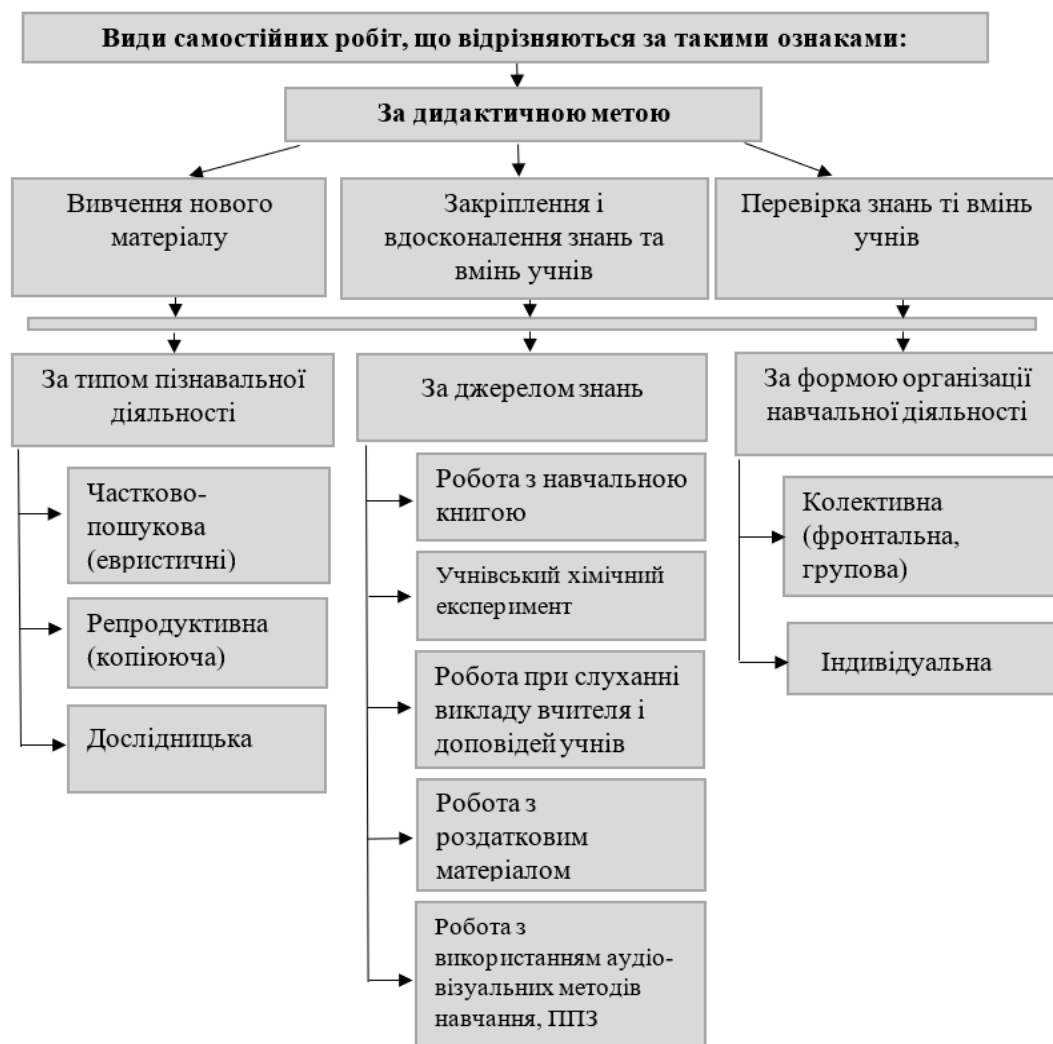 Види самостійних робіт, що відрізняються за такими ознаками:
За дидактичною метою
Вивчення нового
матеріалу
Закріплення і
вдосконалення знань та
вмінь учнів
Перевірка знань ті вмінь
учнів
За типом пізнавальної
діяльності
Частково-
пошукова
(евристичні)
Репродуктивна
(копіююча)
Дослідницька
За джерелом знань
Робота з навчальною
книгою
Учнівський хімічний
експеримент
Робота при слуханні
викладу вчителя і
доповідей учнів
Робота з
роздатковим
матеріалом
Робота з
використанням аудіо-
візуальних методів
навчання, ППЗ
За формою організації
навчальної діяльності
Колективна
(фронтальна,
групова)
Індивідуальна